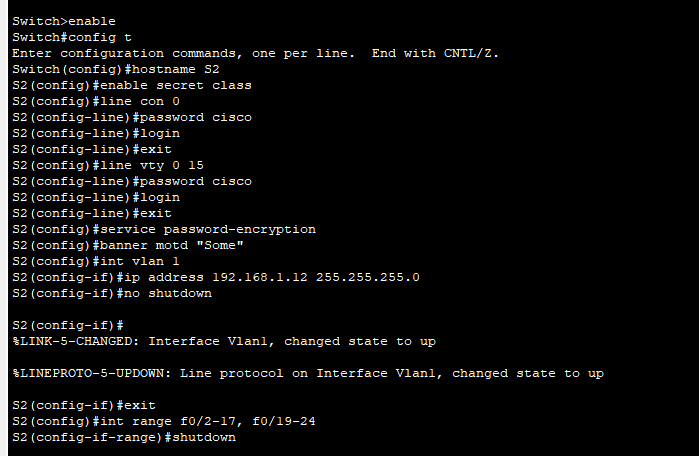 Switch>enable
Switch#config t
Enter configuration commands, one per line.  End with CNTL/Z.
Switch(config)#hostname S2
S2(config)#enable secret class
S2(config)#line con 0
S2(config-line)#password cisco
S2(config-line)#login
S2(config-line)#exit
S2(config)#line vty 0 15
S2(config-line)#password cisco
S2(config-line)#login
S2(config-line)#exit
S2(config)#service password-encryption
S2(config)#banner motd "Some"
S2(config)#int vlan 1
S2(config-if)#ip address 192.168.1.12 255.255.255.0
S2(config-if)#no shutdown
S2(config-if)#
%LINK-5-CHANGED: Interface Vlan1, changed state to up
%LINEPROTO-5-UPDOWN: Line protocol on Interface Vlan1, changed state to up
S2(config-if)#exit
S2(config)#int range f0/2-17, f0/19-24
S2(config-if-range)#shutdown